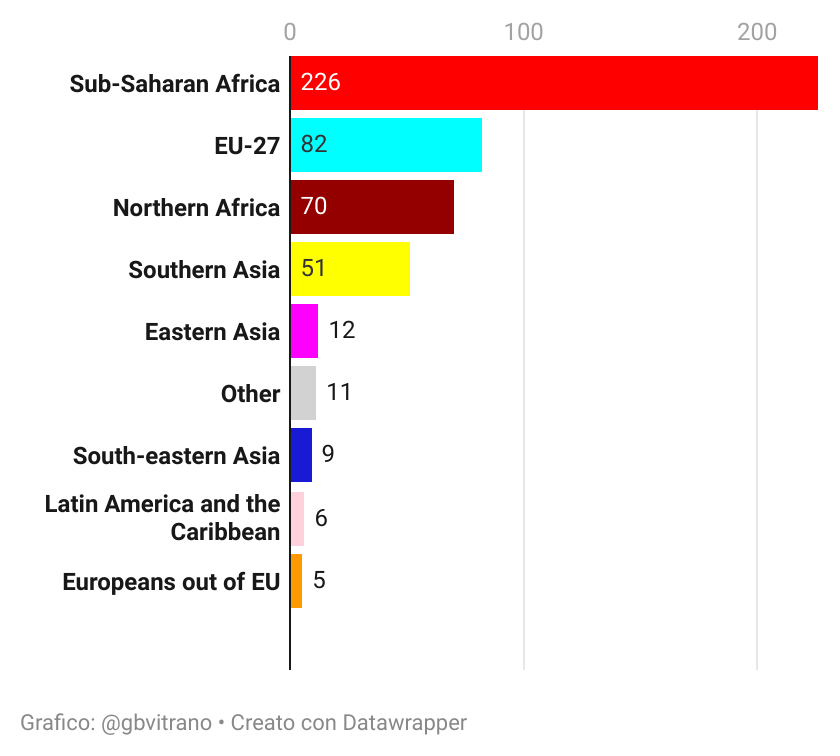 0 100 200
Sub-Saharan Africa 226
EU-27 82
Northern Africa 70
Southern Asia 51
Eastern Asia 12
Other 11
South-eastern Asia 9
Latin America and the
Caribbean 6
Europeans out of EU 5
Grafico: @gbvitrano • Creato con Datawrapper